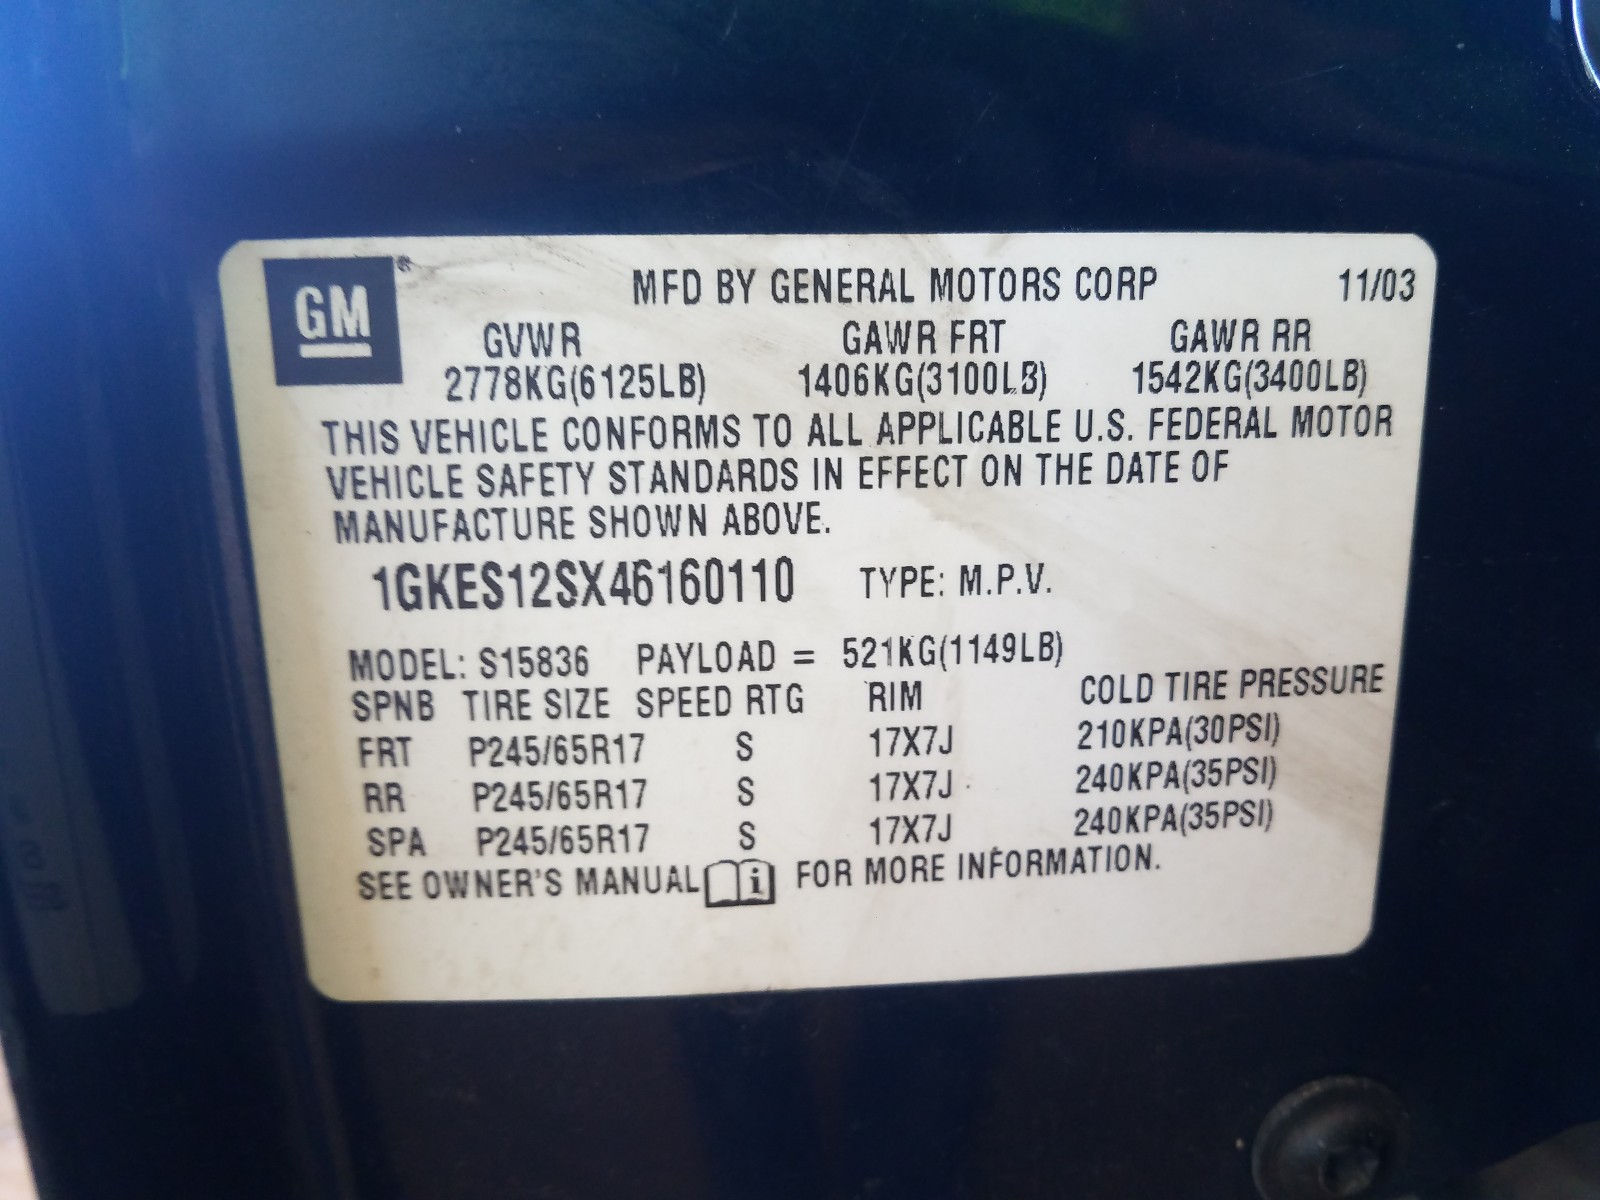 GM®
MFD BY GENERAL MOTORS CORP 11/03
GVWR GAWR FRT GAWR RR
2778KG(6125LB) 1406KG(3100LB) 1542KG(3400LB)
THIS VEHICLE CONFORMS TO ALL APPLICABLE U.S. FEDERAL MOTOR
VEHICLE SAFETY STANDARDS IN EFFECT ON THE DATE OF
MANUFACTURE SHOWN ABOVE.
1GKES12SX46160110 TYPE: M.P.V.
MODEL: S15836 PAYLOAD = 521KG(1149LB)
SPNB TIRE SIZE SPEED RTG RIM COLD TIRE PRESSURE
FRT P245/65R17 S 17X7J 210KPA(30PSI)
RR P245/65R17 S 17X7J 240KPA(35PSI)
SPA P245/65R17 S 17X7J 240KPA(35PSI)
SEE OWNER'S MANUAL i FOR MORE INFORMATION.